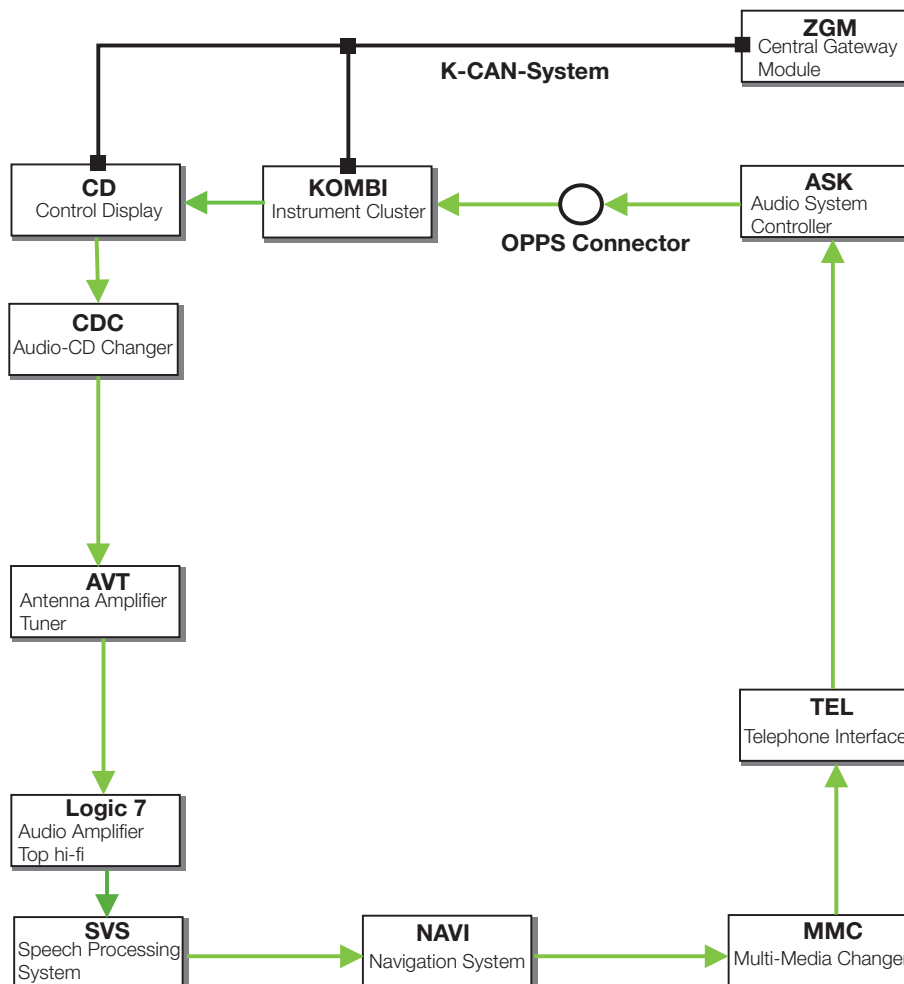 ZGM
Central Gateway
Module
K-CAN-System
CD
Control Display
KOMBI
Instrument Cluster
OPPS Connector
ASK
Audio System
Controller
CDC
Audio-CD Changer
AVT
Antenna Amplifier
Tuner
TEL
Telephone Interface
Logic 7
Audio Amplifier
Top hi-fi
SVS
Speech Processing
System
NAVI
Navigation System
MMC
Multi-Media Changer